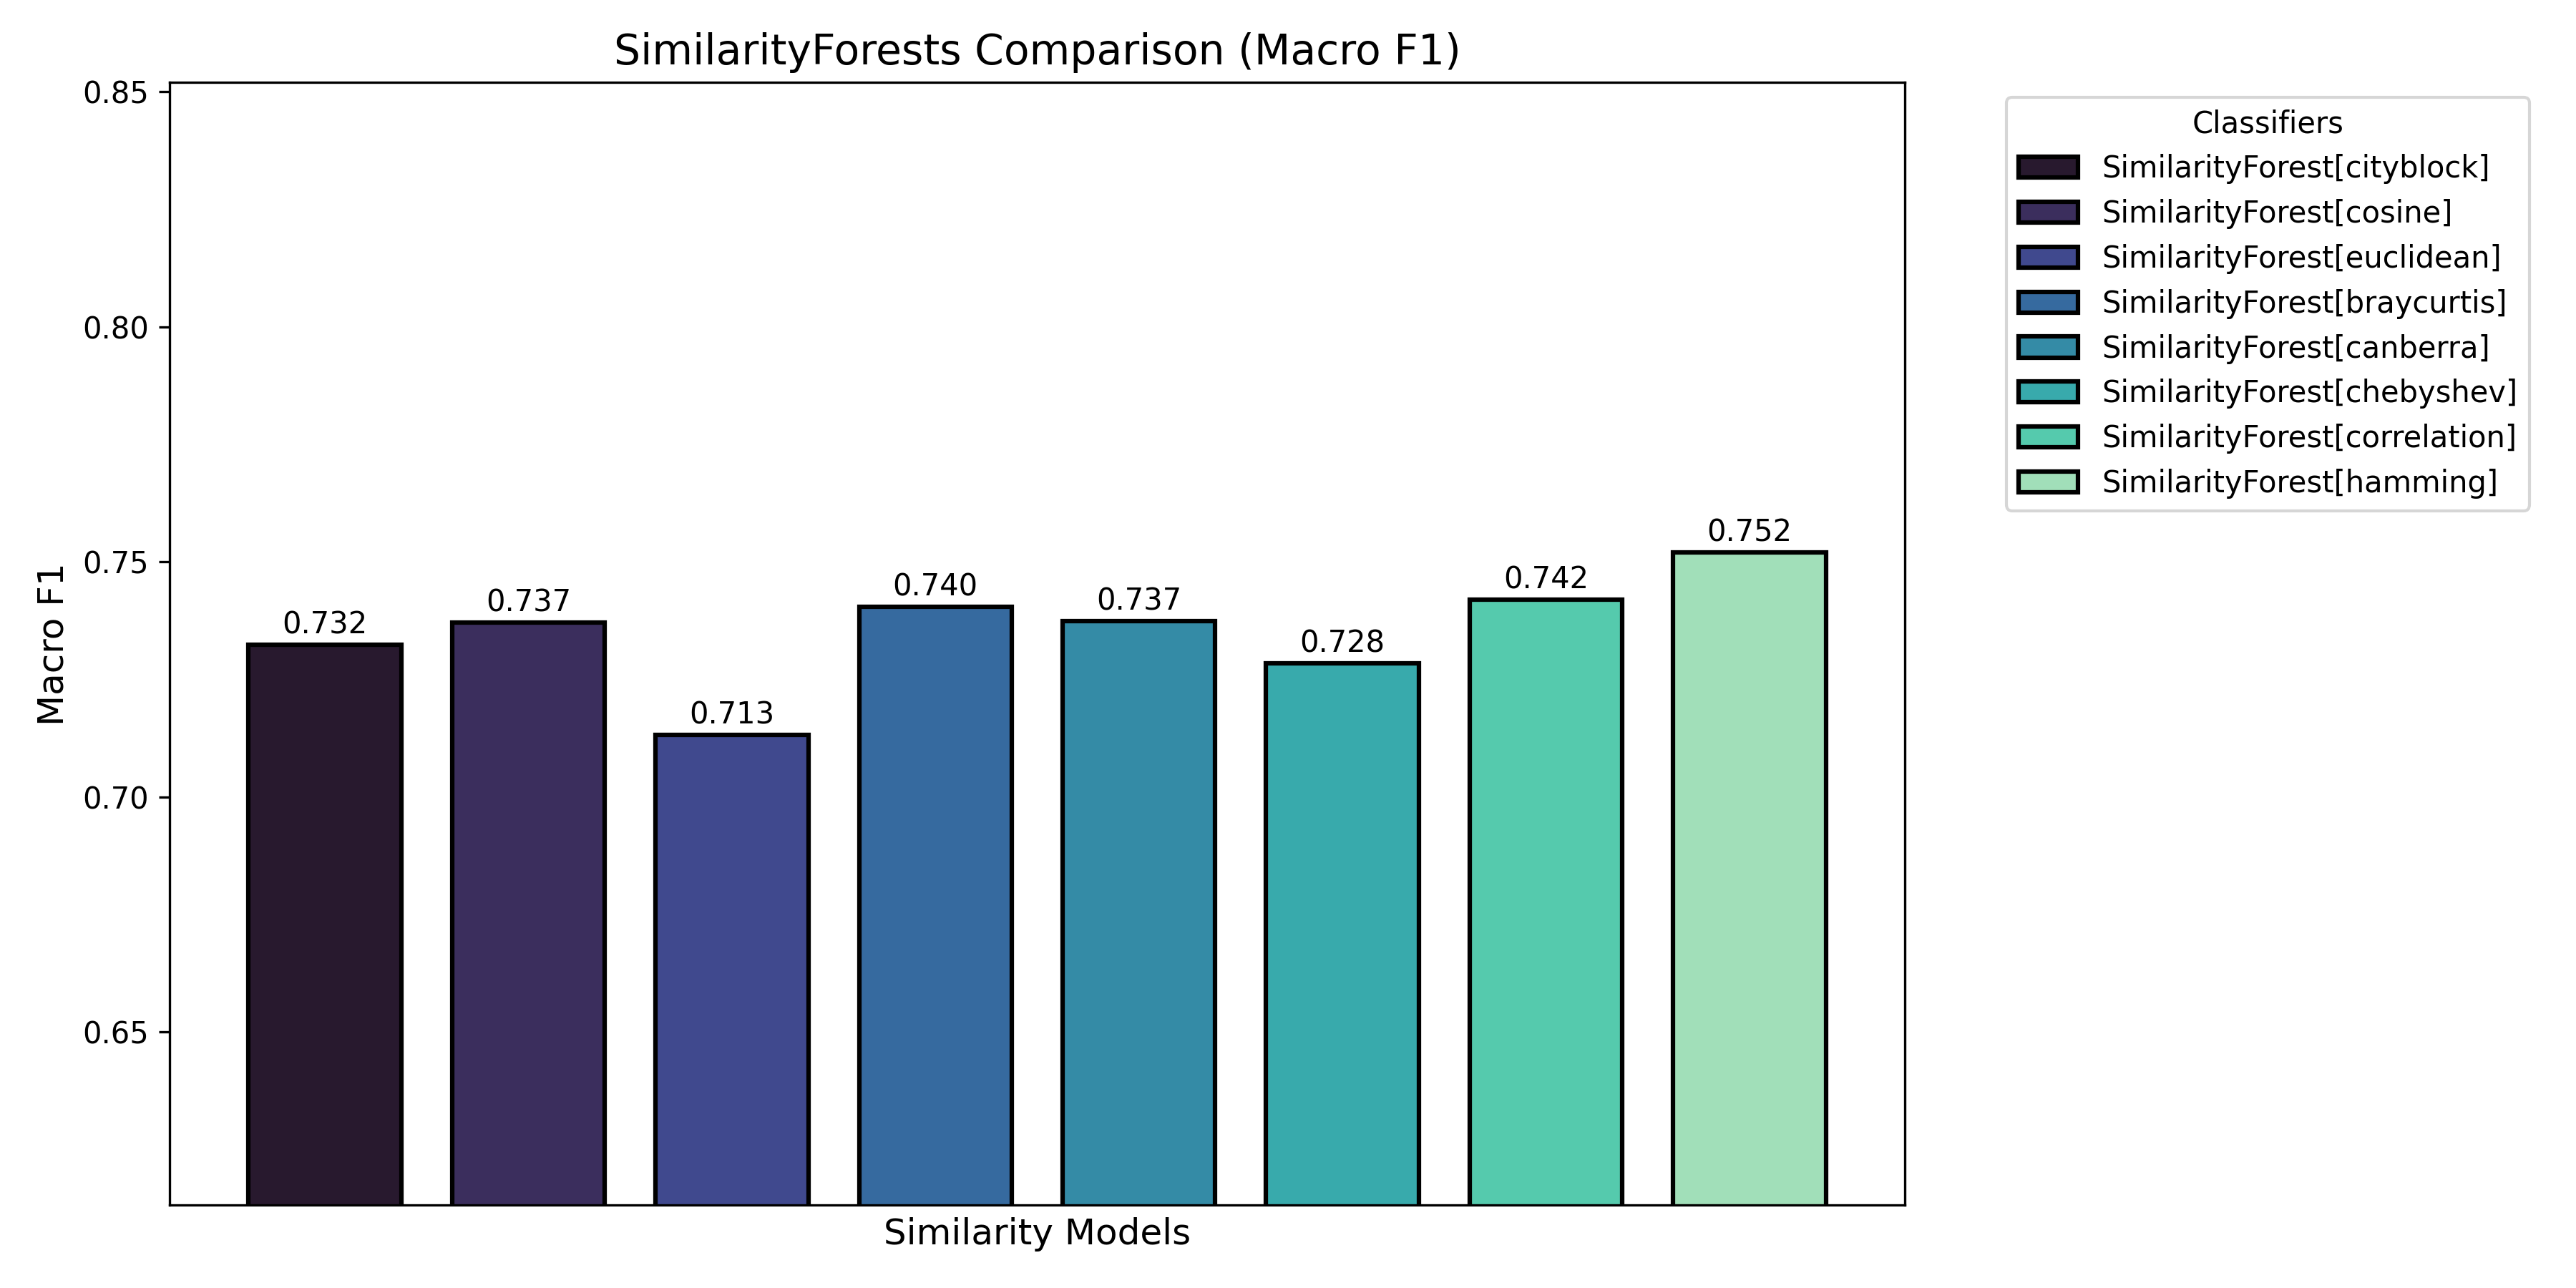 SimilarityForests Comparison (Macro F1)
0.85
0.80
0.75
0.70
0.65
Macro F1
0.732
0.737
0.713
0.740
0.737
0.728
0.742
0.752
Similarity Models
Classifiers
SimilarityForest[cityblock]
SimilarityForest[cosine]
SimilarityForest[euclidean]
SimilarityForest[braycurtis]
SimilarityForest[canberra]
SimilarityForest[chebyshev]
SimilarityForest[correlation]
SimilarityForest[hamming]